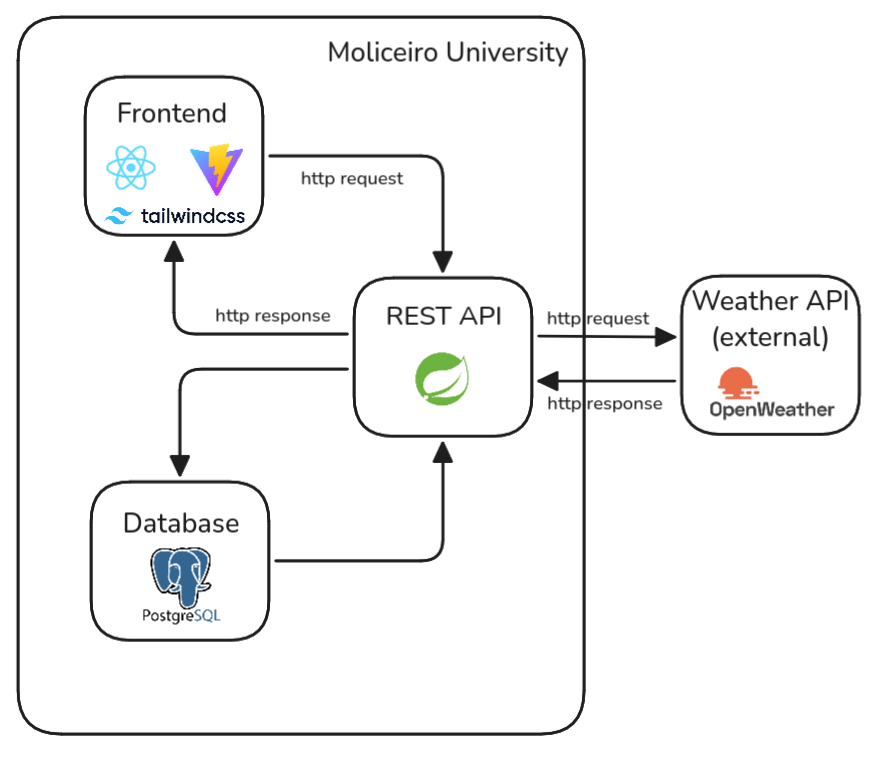 Moliceiro University
Frontend
tailwindcss
http request
http response
REST API
http request
http response
Weather API
(external)
OpenWeather
Database
PostgreSQL